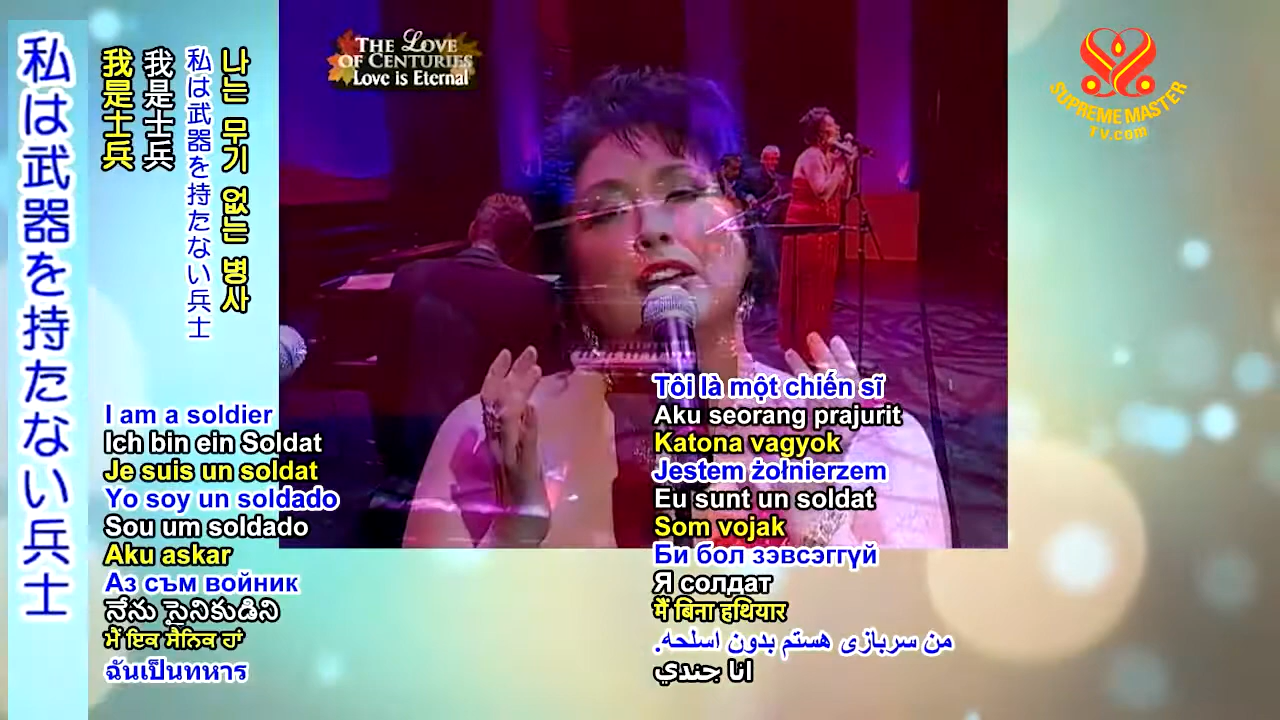 私は武器を持たない兵士
我是士兵
我是士兵
私は武器を持たない兵士
나는 무기 없는 병사
THE LOVE
OF CENTURIES
Love is Eternal
SUPREME MASTER
TV.com
I am a soldier
Ich bin ein Soldat
Je suis un soldat
Yo soy un soldado
Sou um soldado
Aku askar
Аз съм войник
నేను సైనికుడిని
ਮੈਂ ਇਕ ਸੈਨਿਕ ਹਾਂ
ฉันเป็นทหาร
Tôi là một chiến sĩ
Aku seorang prajurit
Katona vagyok
Jestem żołnierzem
Eu sunt un soldat
Som vojak
Би бол зэвсэггүй
Я солдат
मैं बिना हथियार
من سربازی هستم بدون اسلحه.
انا جندي